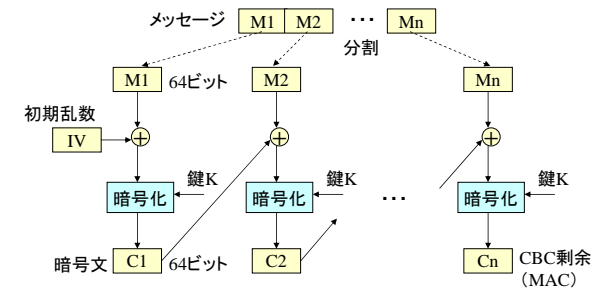 メッセージ M1 M2 ･･･ Mn
分割
M1 64ビット M2 Mn
初期乱数
IV + + +
鍵K 鍵K 鍵K
暗号化 暗号化 ･･･ 暗号化
暗号文 C1 64ビット C2 Cn CBC剰余
（MAC）